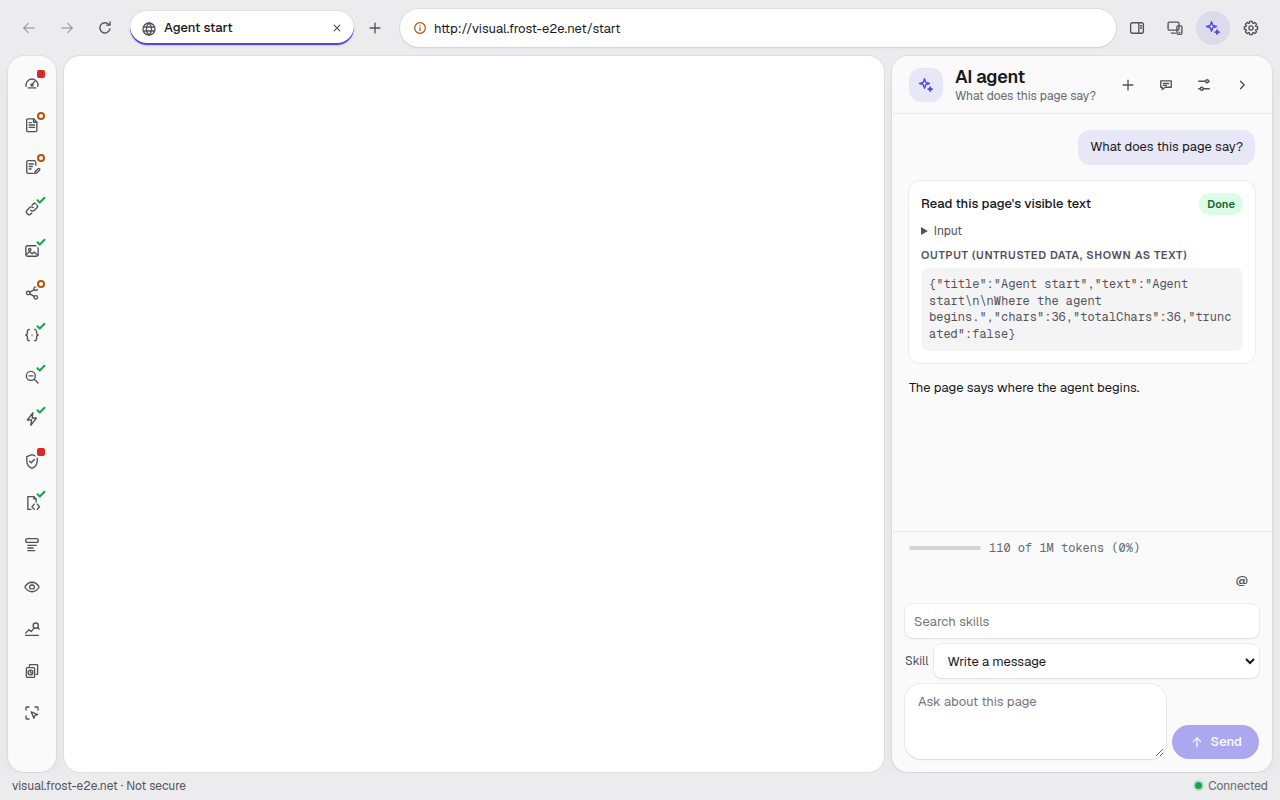 Agent start
http://visual.frost-e2e.net/start
AI agent
What does this page say?
What does this page say?
Read this page's visible text
Done
Input
OUTPUT (UNTRUSTED DATA, SHOWN AS TEXT)
{"title":"Agent start","text":"Agent
start\n\nWhere the agent
begins.","chars":36,"totalChars":36,"trunc
ated":false}
The page says where the agent begins.
110 of 1M tokens (0%)
@
Search skills
Skill
Write a message
Ask about this page
Send
visual.frost-e2e.net · Not secure
Connected